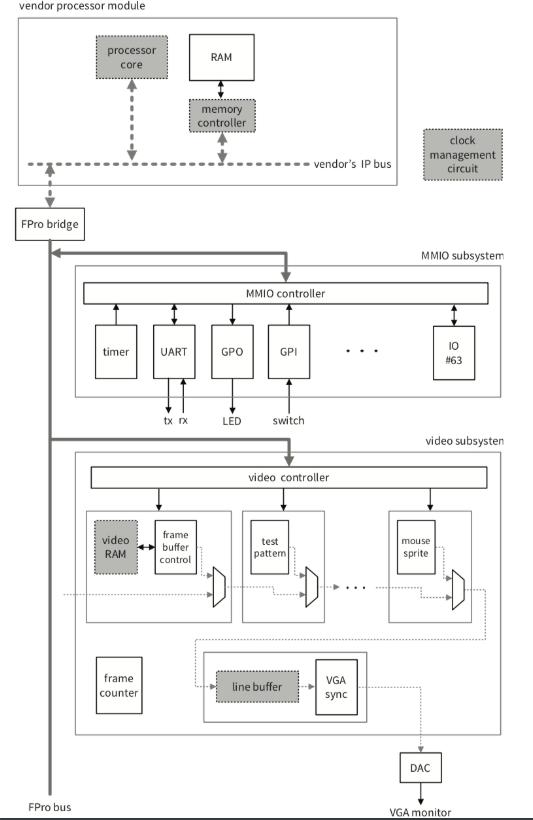 vendor processor module
processor
core
RAM
memory
controller
vendor's IP bus
clock
management
circuit
FPro bridge
MMIO subsystem
MMIO controller
timer
UART
GPO
GPI
. . .
IO
#63
tx rx
LED
switch
video subsystem
video controller
video
RAM
frame
buffer
control
test
pattern
. . .
mouse
sprite
frame
counter
line buffer
VGA
sync
DAC
FPro bus
VGA monitor